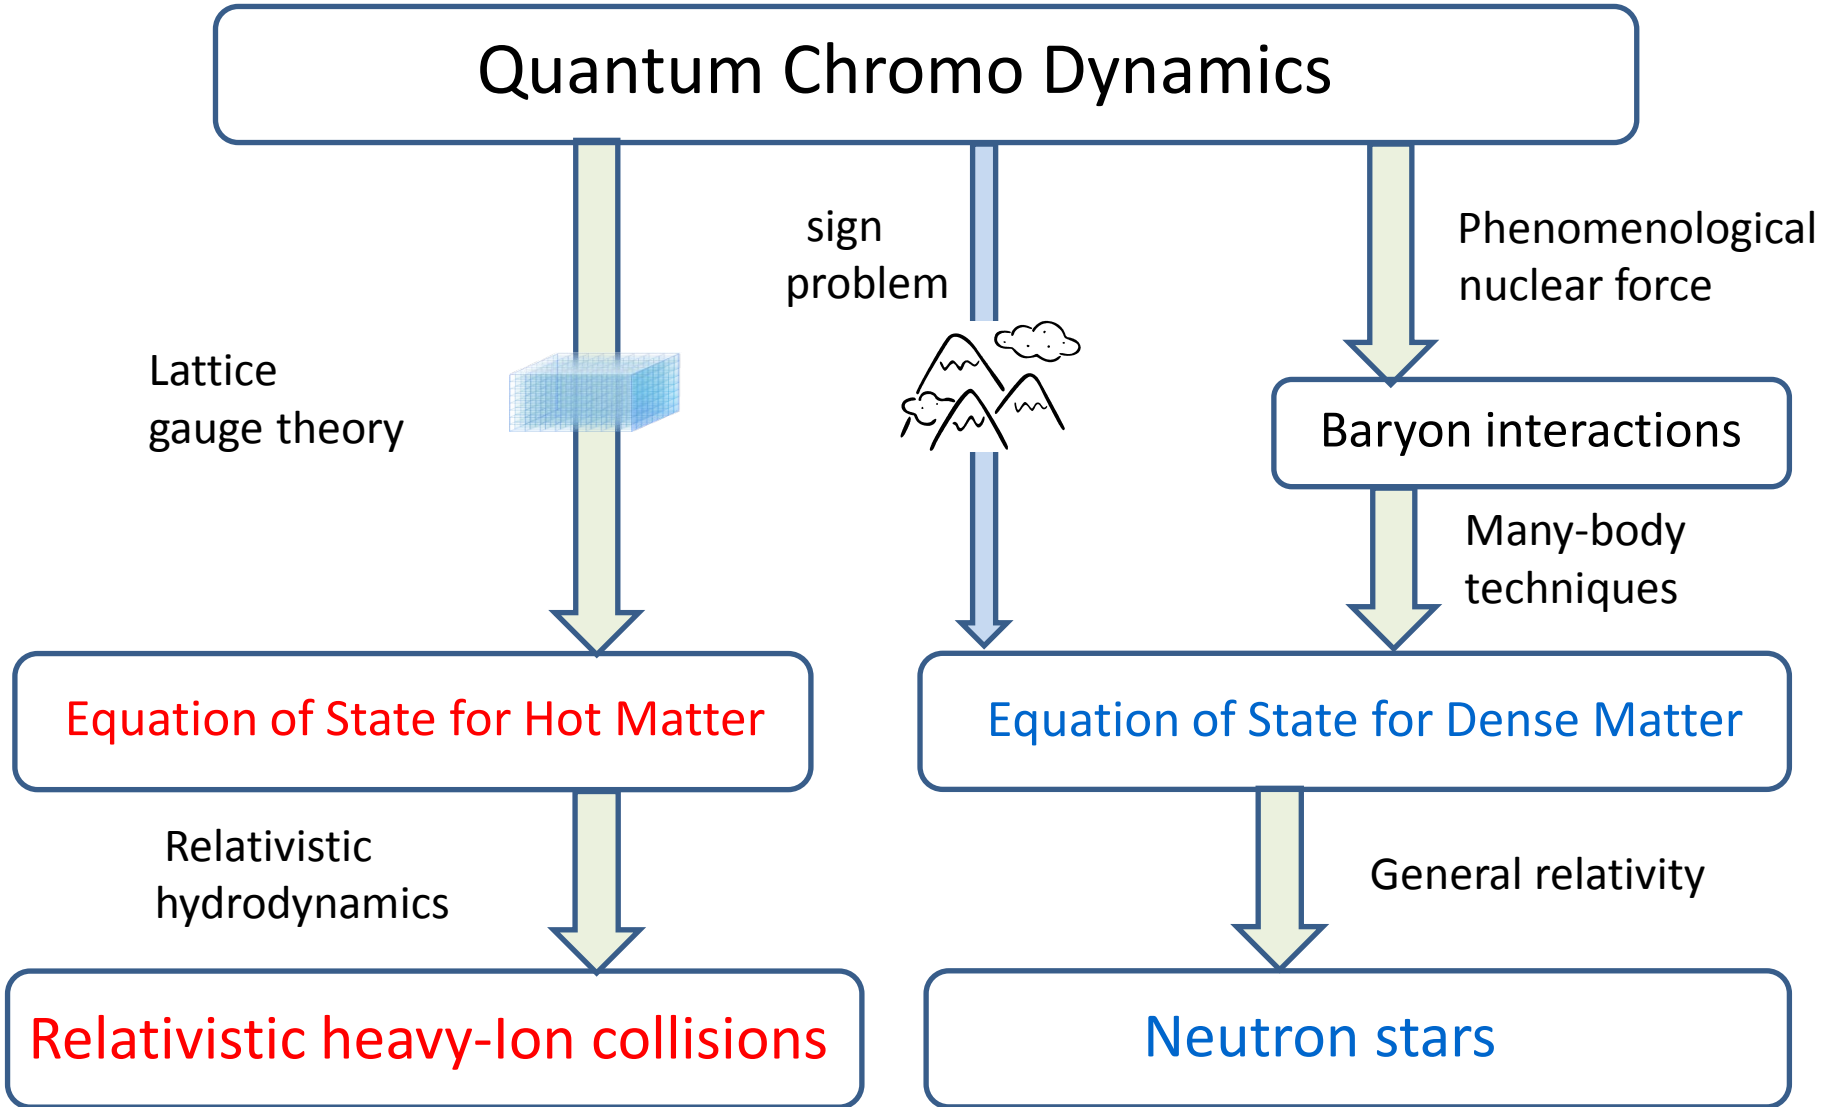 Quantum Chromo Dynamics
sign
problem
Phenomenological
nuclear force
Lattice
gauge theory
Baryon interactions
Many-body
techniques
Equation of State for Hot Matter
Equation of State for Dense Matter
Relativistic
hydrodynamics
General relativity
Relativistic heavy-Ion collisions
Neutron stars